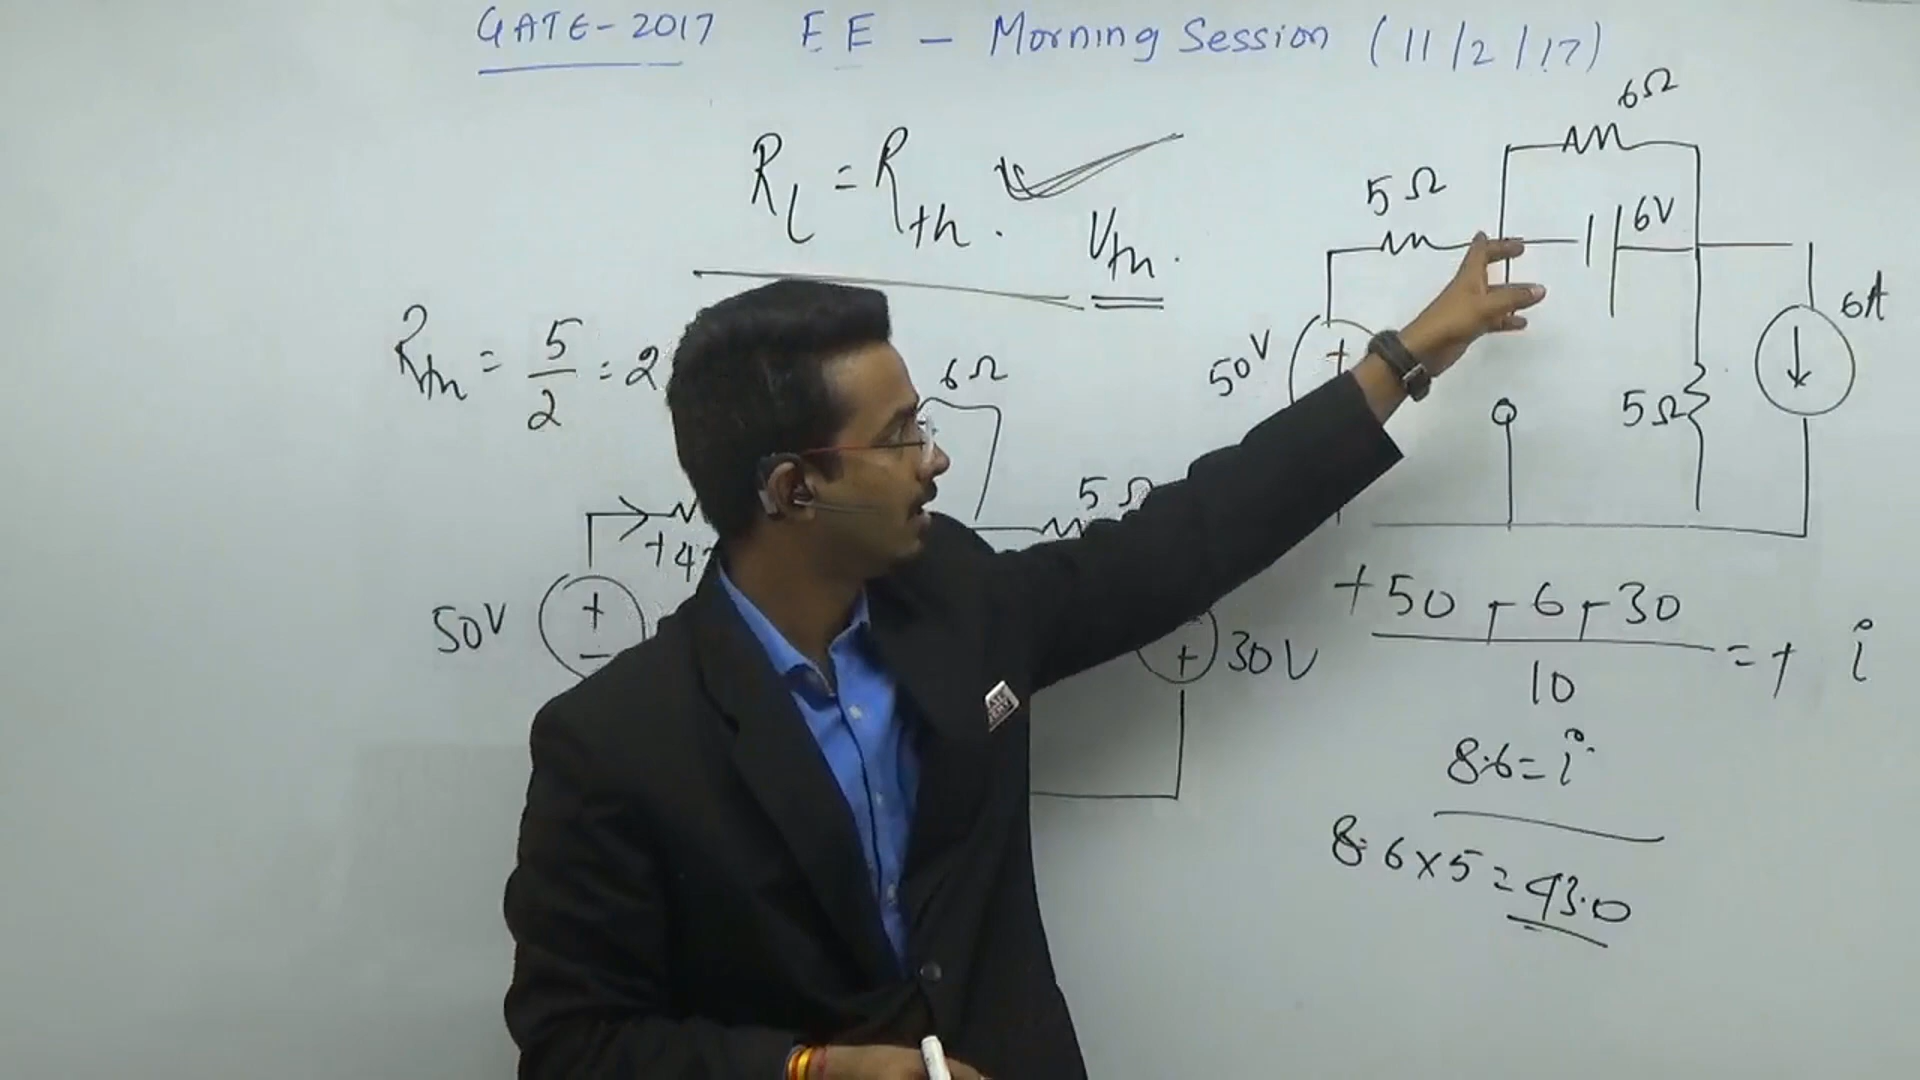 GATE-2017 EE - Morning Session (11/2/17)
R_L = R_th.
V_th.
R_th = 5/2 = 2
6Ω
5Ω
+4
50V
+
-
+
30V
6Ω
5Ω
6V
50V
+
5Ω
6A
+50 + 6 + 30
10
= + i
8.6 = i
8.6 x 5 = 43.0